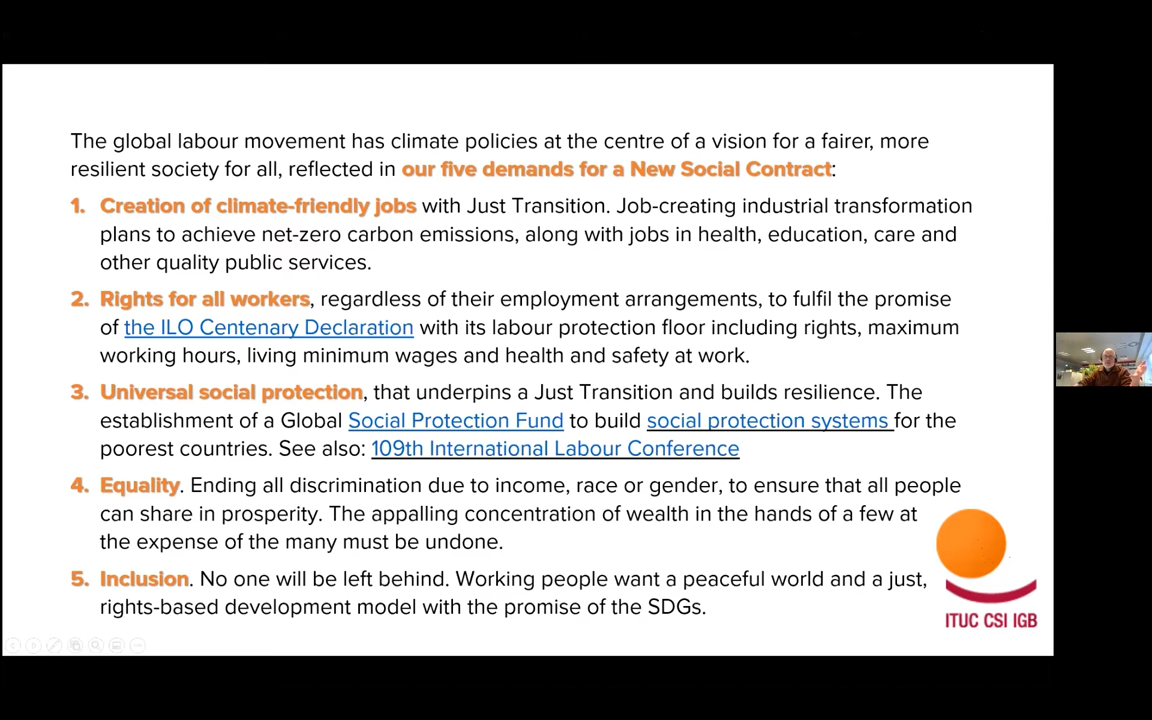 The global labour movement has climate policies at the centre of a vision for a fairer, more
resilient society for all, reflected in our five demands for a New Social Contract:
1. Creation of climate-friendly jobs with Just Transition. Job-creating industrial transformation
plans to achieve net-zero carbon emissions, along with jobs in health, education, care and
other quality public services.
2. Rights for all workers, regardless of their employment arrangements, to fulfil the promise
of the ILO Centenary Declaration with its labour protection floor including rights, maximum
working hours, living minimum wages and health and safety at work.
3. Universal social protection, that underpins a Just Transition and builds resilience. The
establishment of a Global Social Protection Fund to build social protection systems for the
poorest countries. See also: 109th International Labour Conference
4. Equality. Ending all discrimination due to income, race or gender, to ensure that all people
can share in prosperity. The appalling concentration of wealth in the hands of a few at
the expense of the many must be undone.
5. Inclusion. No one will be left behind. Working people want a peaceful world and a just,
rights-based development model with the promise of the SDGs.
ITUC CSI IGB